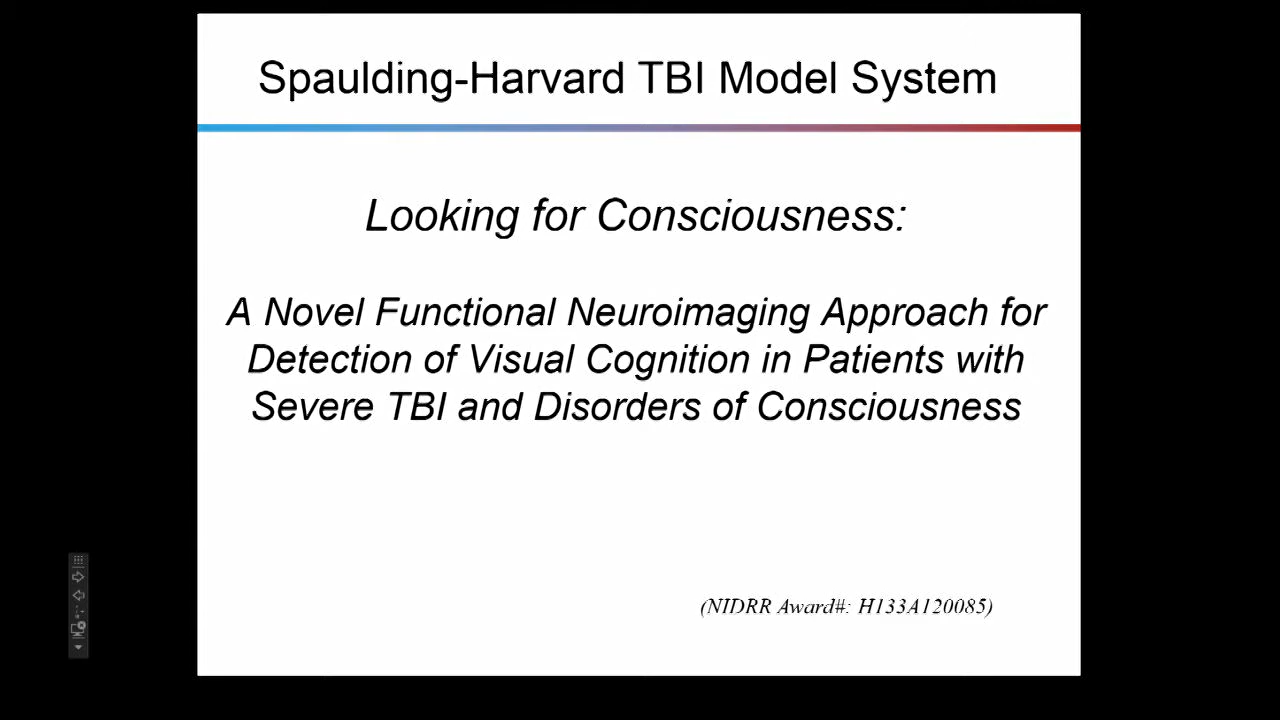 Spaulding-Harvard TBI Model System
Looking for Consciousness:
A Novel Functional Neuroimaging Approach for
Detection of Visual Cognition in Patients with
Severe TBI and Disorders of Consciousness
(NIDRR Award#: H133A120085)